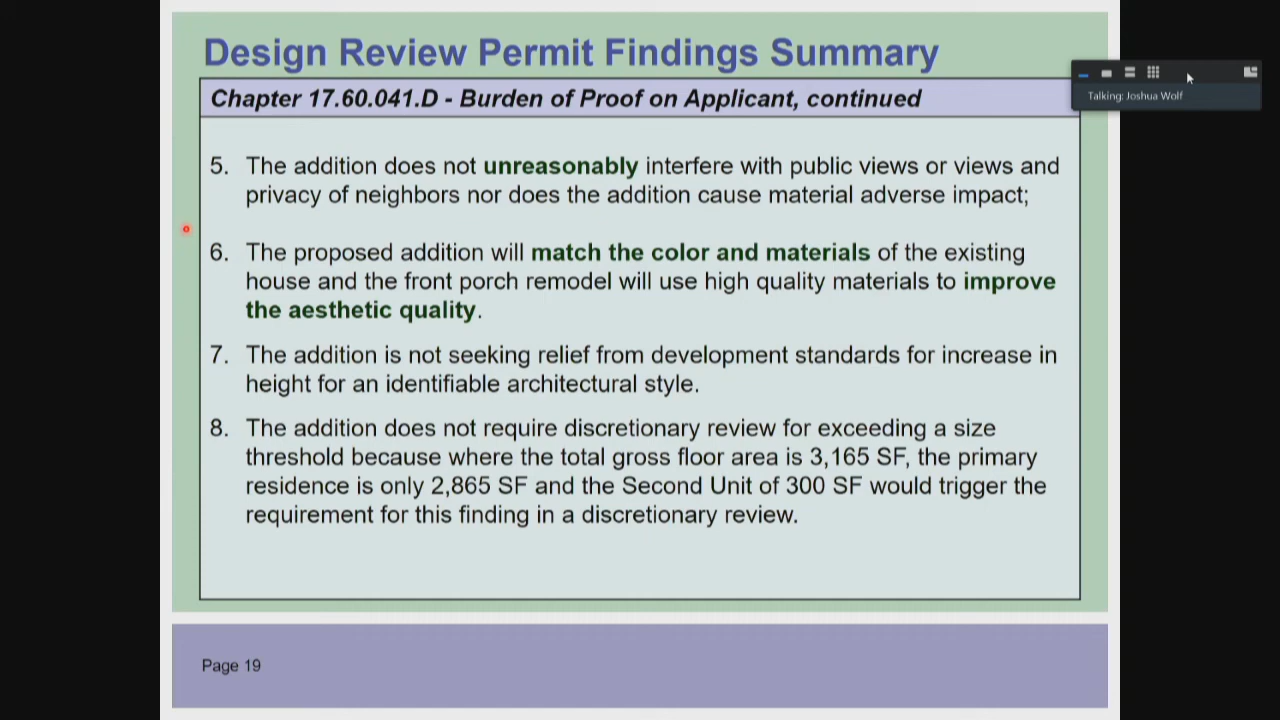 Design Review Permit Findings Summary
Chapter 17.60.041.D - Burden of Proof on Applicant, continued
Talking: Joshua Wolf
5. The addition does not unreasonably interfere with public views or views and
privacy of neighbors nor does the addition cause material adverse impact;
6. The proposed addition will match the color and materials of the existing
house and the front porch remodel will use high quality materials to improve
the aesthetic quality.
7. The addition is not seeking relief from development standards for increase in
height for an identifiable architectural style.
8. The addition does not require discretionary review for exceeding a size
threshold because where the total gross floor area is 3,165 SF, the primary
residence is only 2,865 SF and the Second Unit of 300 SF would trigger the
requirement for this finding in a discretionary review.
Page 19